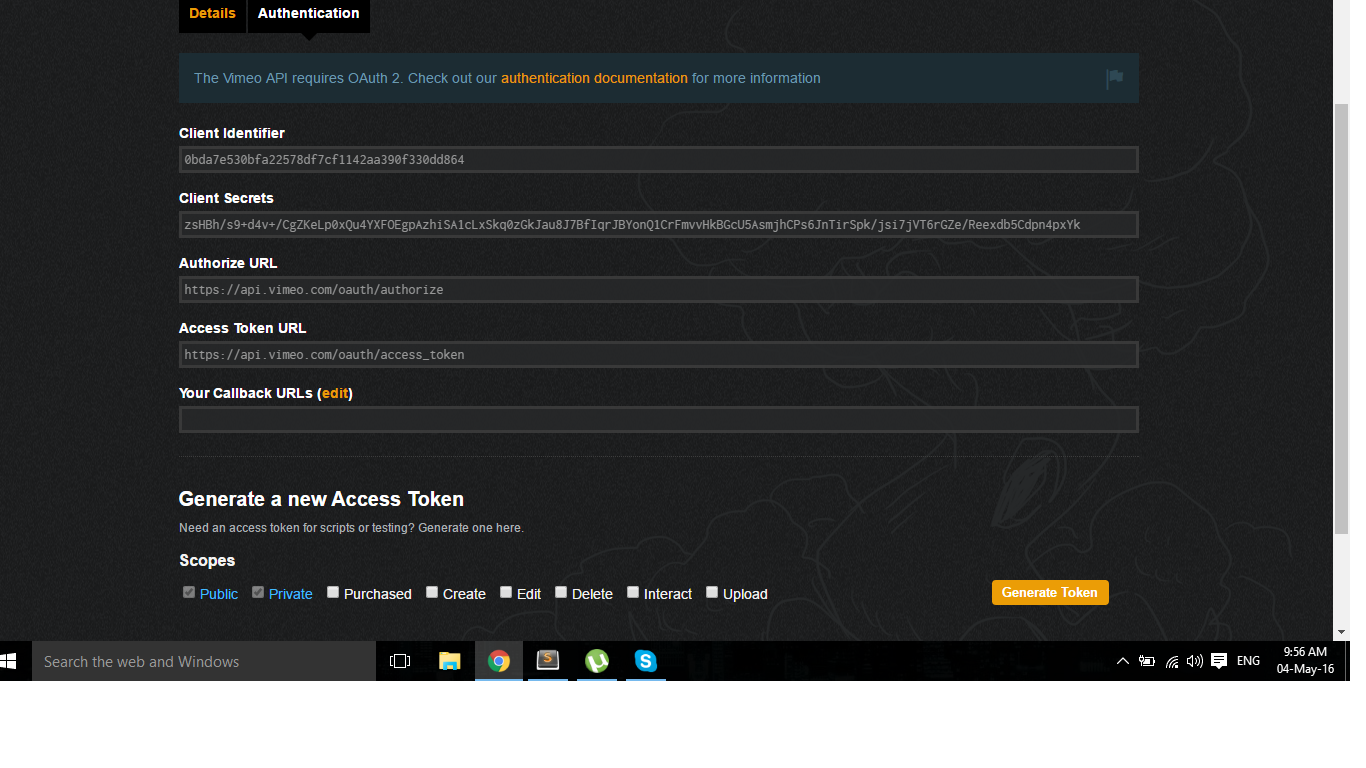 Details Authentication
The Vimeo API requires OAuth 2. Check out our authentication documentation for more information
Client Identifier
0bda7e530bfa22578df7cf1142aa390f330dd864
Client Secrets
zsHBh/s9+d4v+/CgZKeLp0xQu4YXFOEgpAzhiSA1cLxSkq0zGkJau8J7BfIqrJBYonQ1CrFmvvHkBGcU5AsmjhCPs6JnTirSpk/jsi7jVT6rGZe/Reexdb5Cdpn4pxYk
Authorize URL
https://api.vimeo.com/oauth/authorize
Access Token URL
https://api.vimeo.com/oauth/access_token
Your Callback URLs (edit)
Generate a new Access Token
Need an access token for scripts or testing? Generate one here.
Scopes
Public Private Purchased Create Edit Delete Interact Upload Generate Token
Search the web and Windows
ENG
9:56 AM
04-May-16